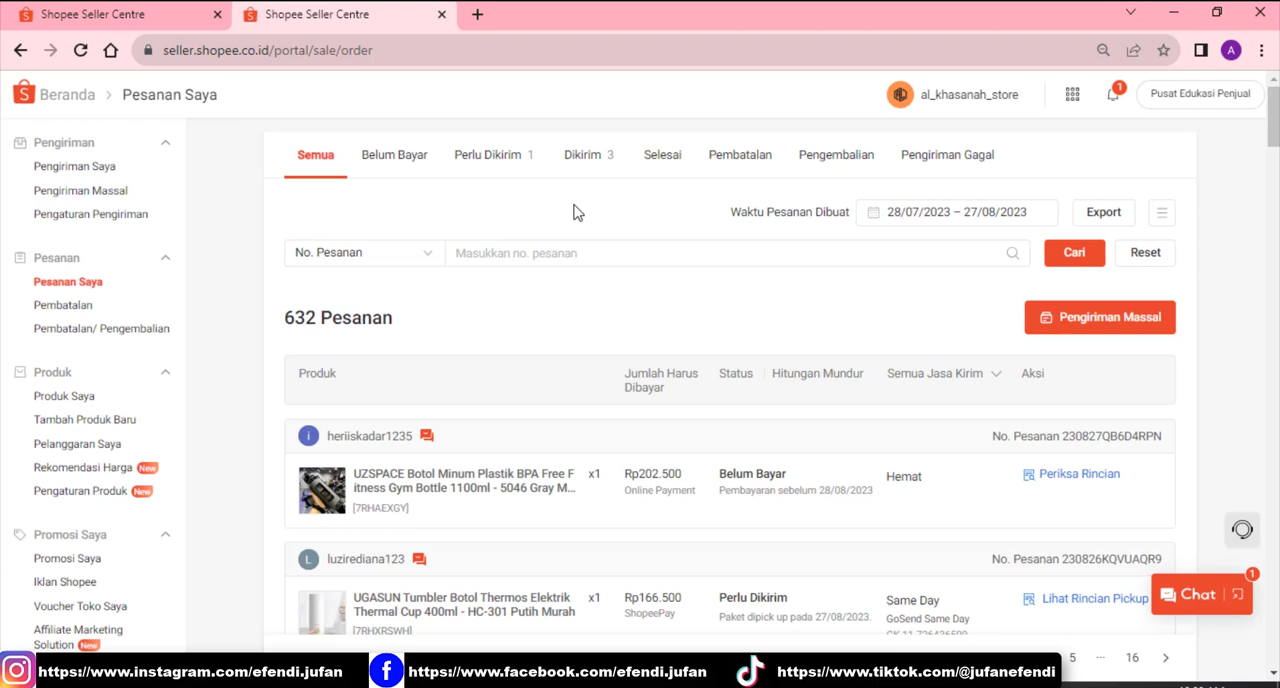 Shopee Seller Centre
Shopee Seller Centre
seller.shopee.co.id/portal/sale/order
A
Beranda > Pesanan Saya
al_khasanah_store
1
Pusat Edukasi Penjual
Pengiriman
Pengiriman Saya
Pengiriman Massal
Pengaturan Pengiriman
Pesanan
Pesanan Saya
Pembatalan
Pembatalan/ Pengembalian
Produk
Produk Saya
Tambah Produk Baru
Pelanggaran Saya
Rekomendasi Harga New
Pengaturan Produk New
Promosi Saya
Promosi Saya
Iklan Shopee
Voucher Toko Saya
Affiliate Marketing
Solution New
Semua Belum Bayar Perlu Dikirim 1 Dikirim 3 Selesai Pembatalan Pengembalian Pengiriman Gagal
Waktu Pesanan Dibuat 28/07/2023 – 27/08/2023 Export
No. Pesanan Masukkan no. pesanan Cari Reset
632 Pesanan Pengiriman Massal
Produk Jumlah Harus Dibayar Status Hitungan Mundur Semua Jasa Kirim Aksi
i heriiskadar1235 No. Pesanan 230827QB6D4RPN
UZSPACE Botol Minum Plastik BPA Free F x1 Rp202.500 Belum Bayar Hemat Periksa Rincian
itness Gym Bottle 1100ml - 5046 Gray M... Online Payment Pembayaran sebelum 28/08/2023
[7RHAEXGY]
L luzirediana123 No. Pesanan 230826KQVUAQR9
UGASUN Tumbler Botol Thermos Elektrik x1 Rp166.500 Perlu Dikirim Same Day Lihat Rincian Pickup
Thermal Cup 400ml - HC-301 Putih Murah ShopeePay Paket dipick up pada 27/08/2023. GoSend Same Day
[7RHXRSWH]
1
Chat
5 ... 16
https://www.instagram.com/efendi.jufan
https://www.facebook.com/efendi.jufan
https://www.tiktok.com/@jufanefendi